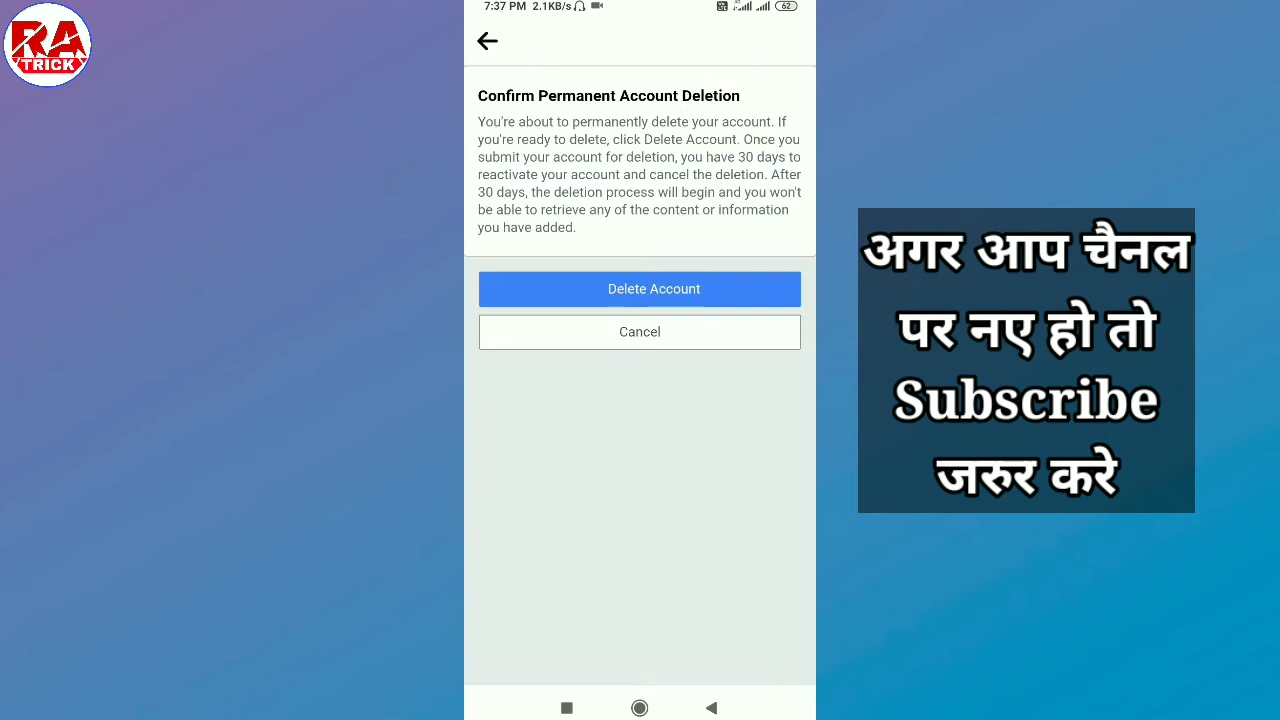 RA
TRICK
7:37 PM 2.1KB/s 4G 62
Confirm Permanent Account Deletion
You're about to permanently delete your account. If
you're ready to delete, click Delete Account. Once you
submit your account for deletion, you have 30 days to
reactivate your account and cancel the deletion. After
30 days, the deletion process will begin and you won't
be able to retrieve any of the content or information
you have added.
Delete Account
Cancel
अगर आप चैनल
पर नए हो तो
Subscribe
जरुर करे